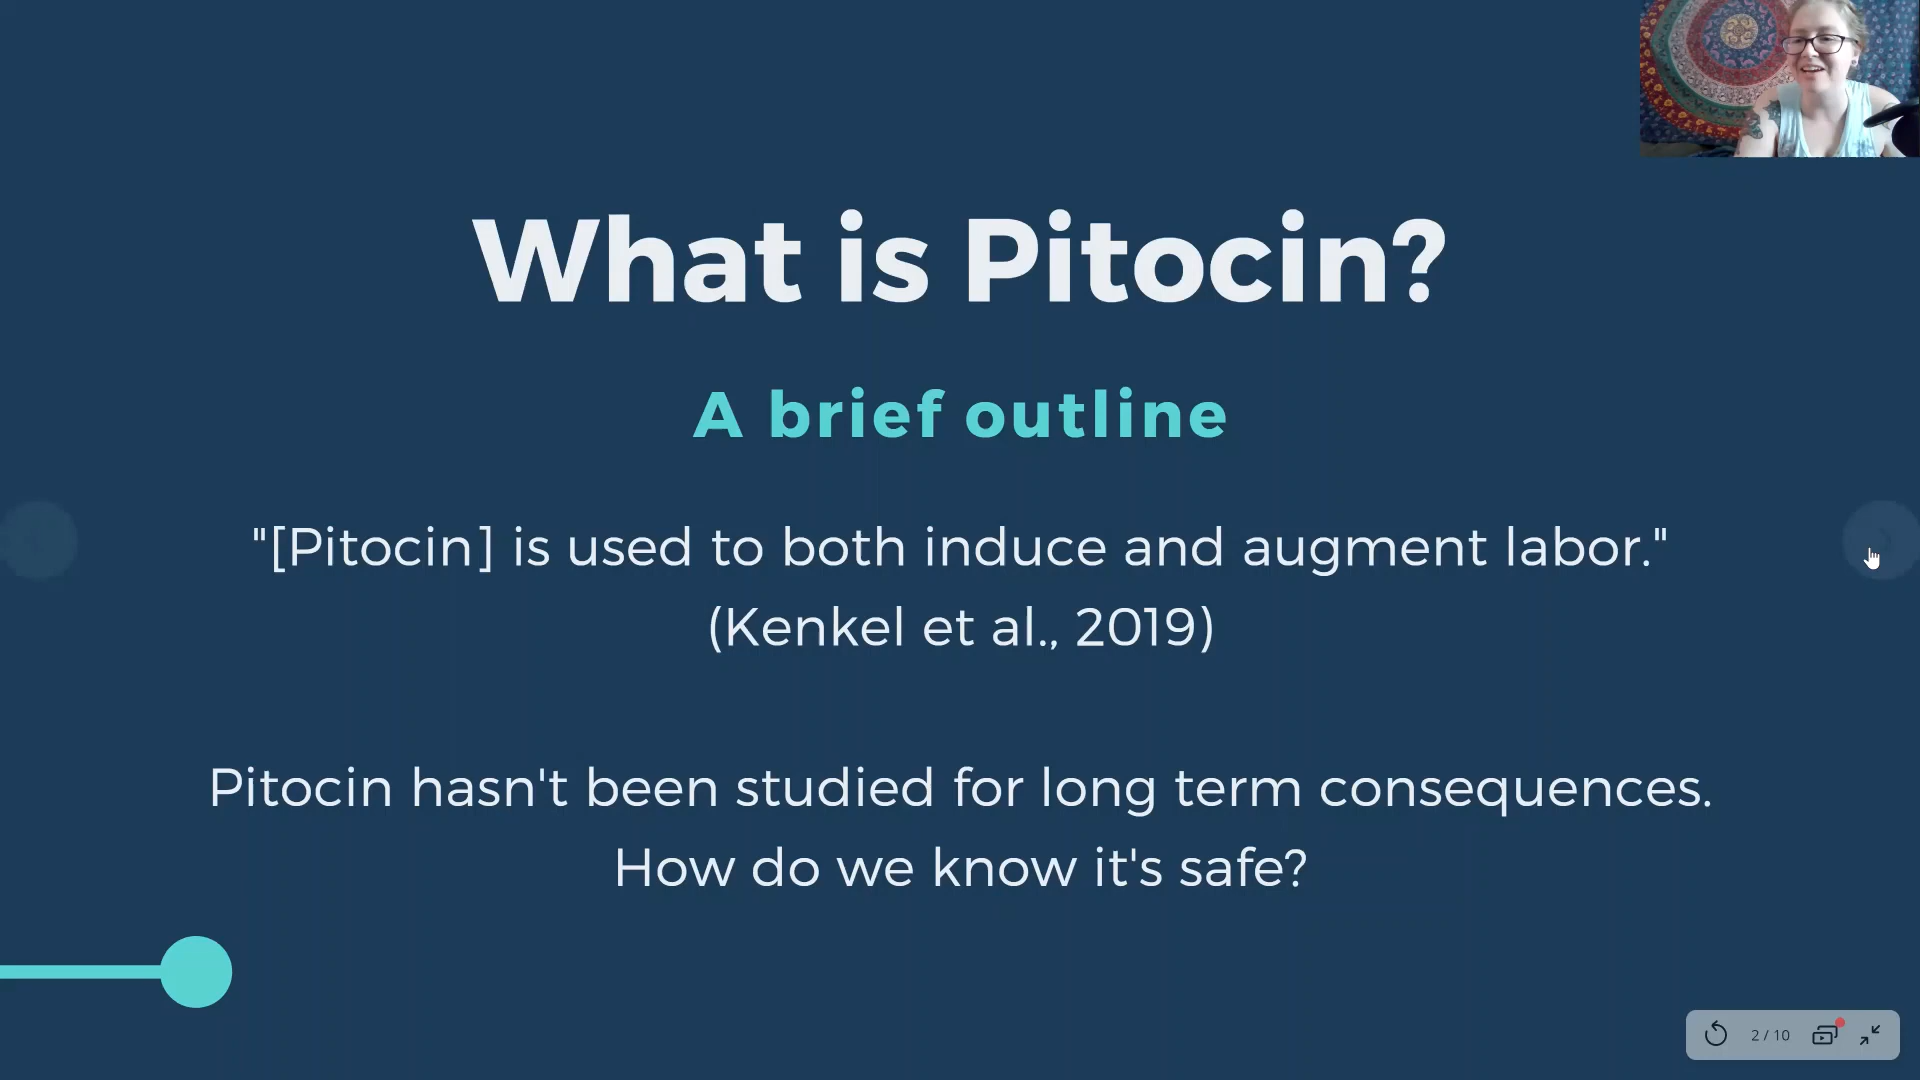 What is Pitocin?
A brief outline
"[Pitocin] is used to both induce and augment labor."
(Kenkel et al., 2019)
Pitocin hasn't been studied for long term consequences.
How do we know it's safe?
2 / 10